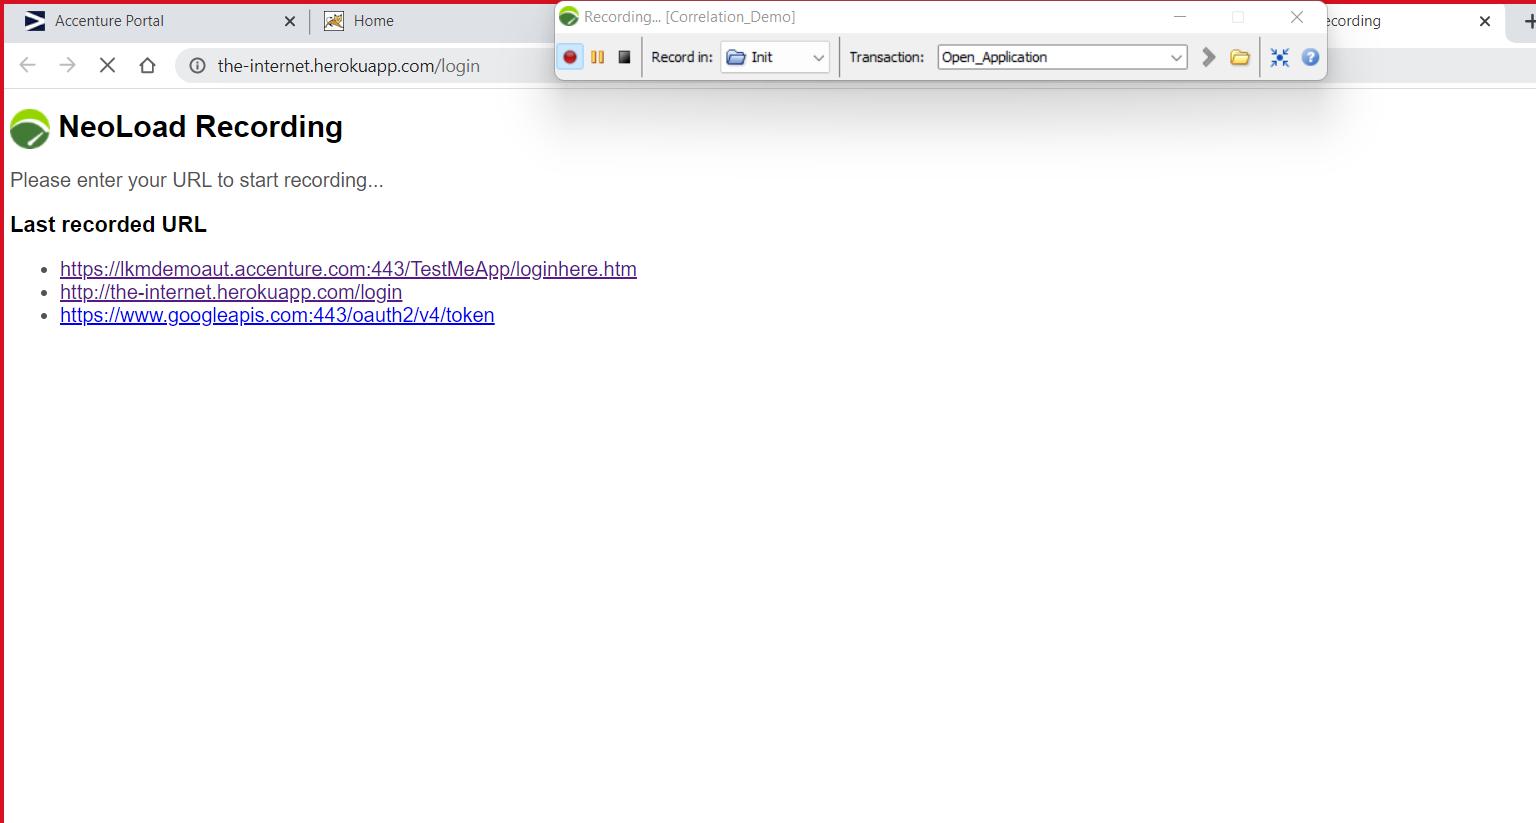 Accenture Portal
Home
Recording... [Correlation_Demo]
ecording
the-internet.herokuapp.com/login
Record in:
Init
Transaction:
Open_Application
NeoLoad Recording
Please enter your URL to start recording...
Last recorded URL
https://lkmdemoaut.accenture.com:443/TestMeApp/loginhere.htm
http://the-internet.herokuapp.com/login
https://www.googleapis.com:443/oauth2/v4/token